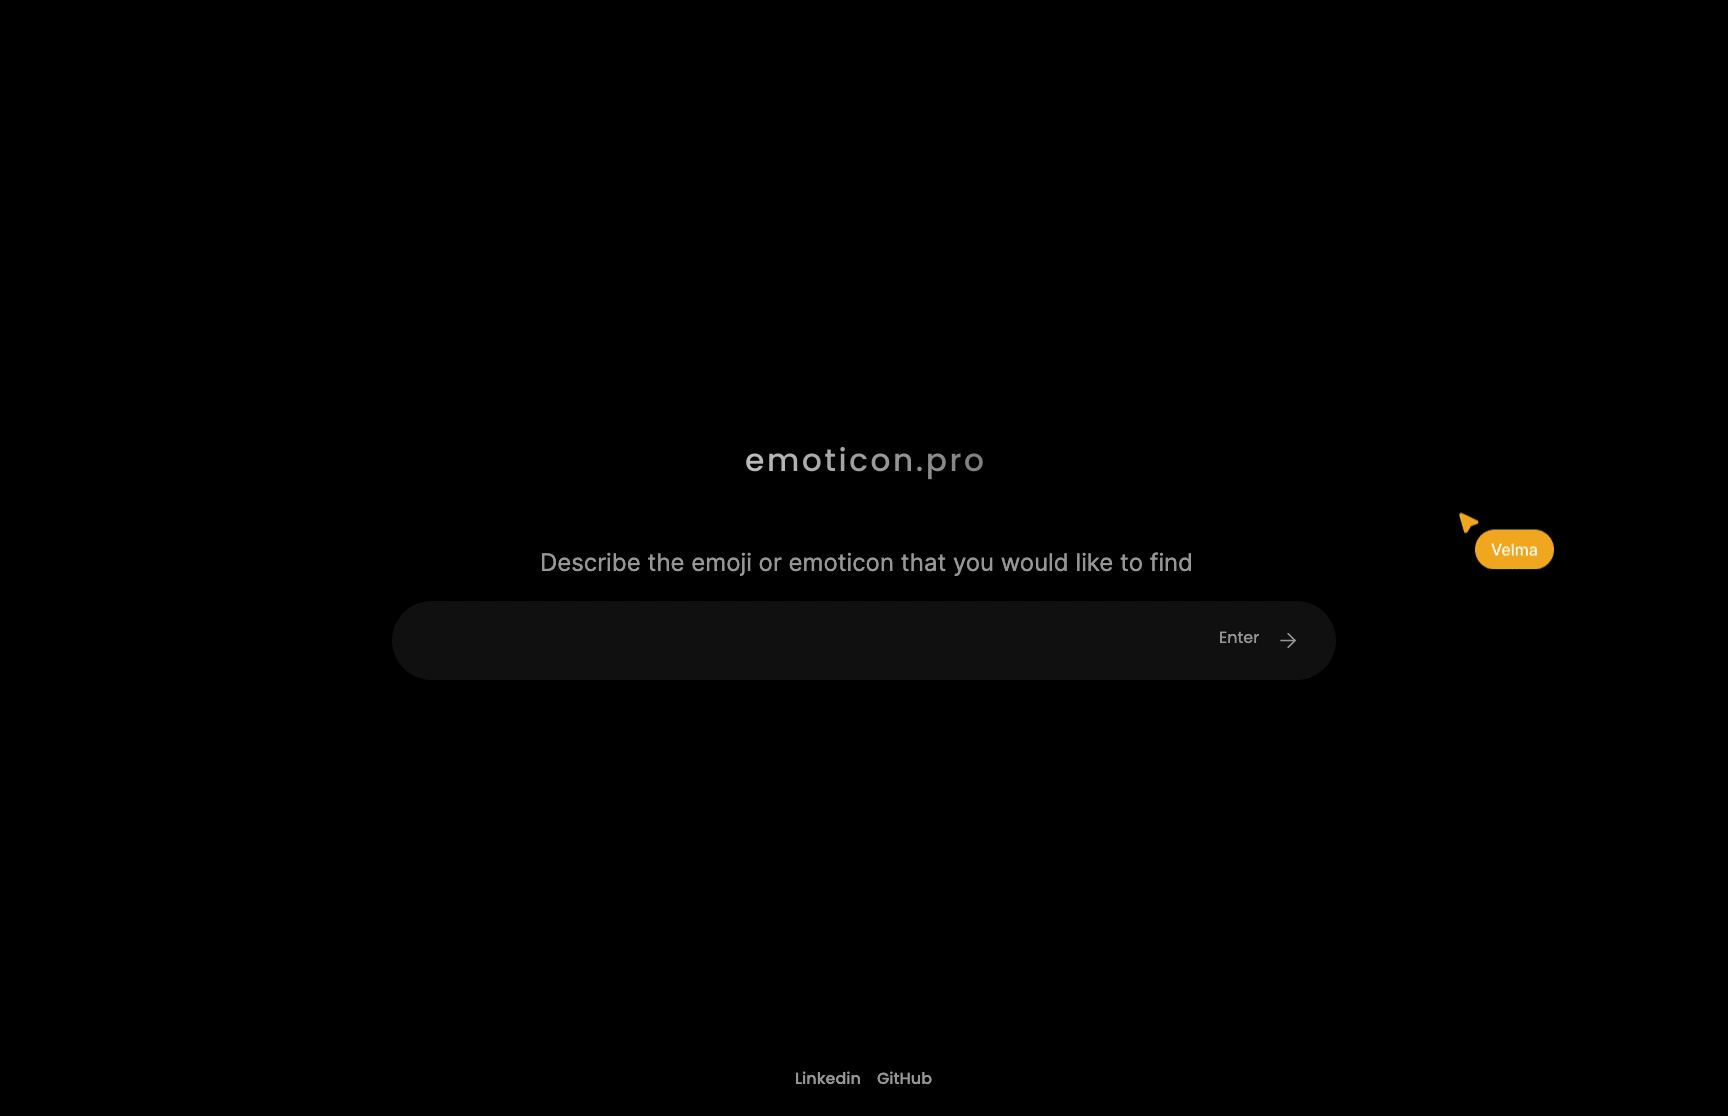 emoticon.pro
Describe the emoji or emoticon that you would like to find
Velma
Enter →
Linkedin GitHub